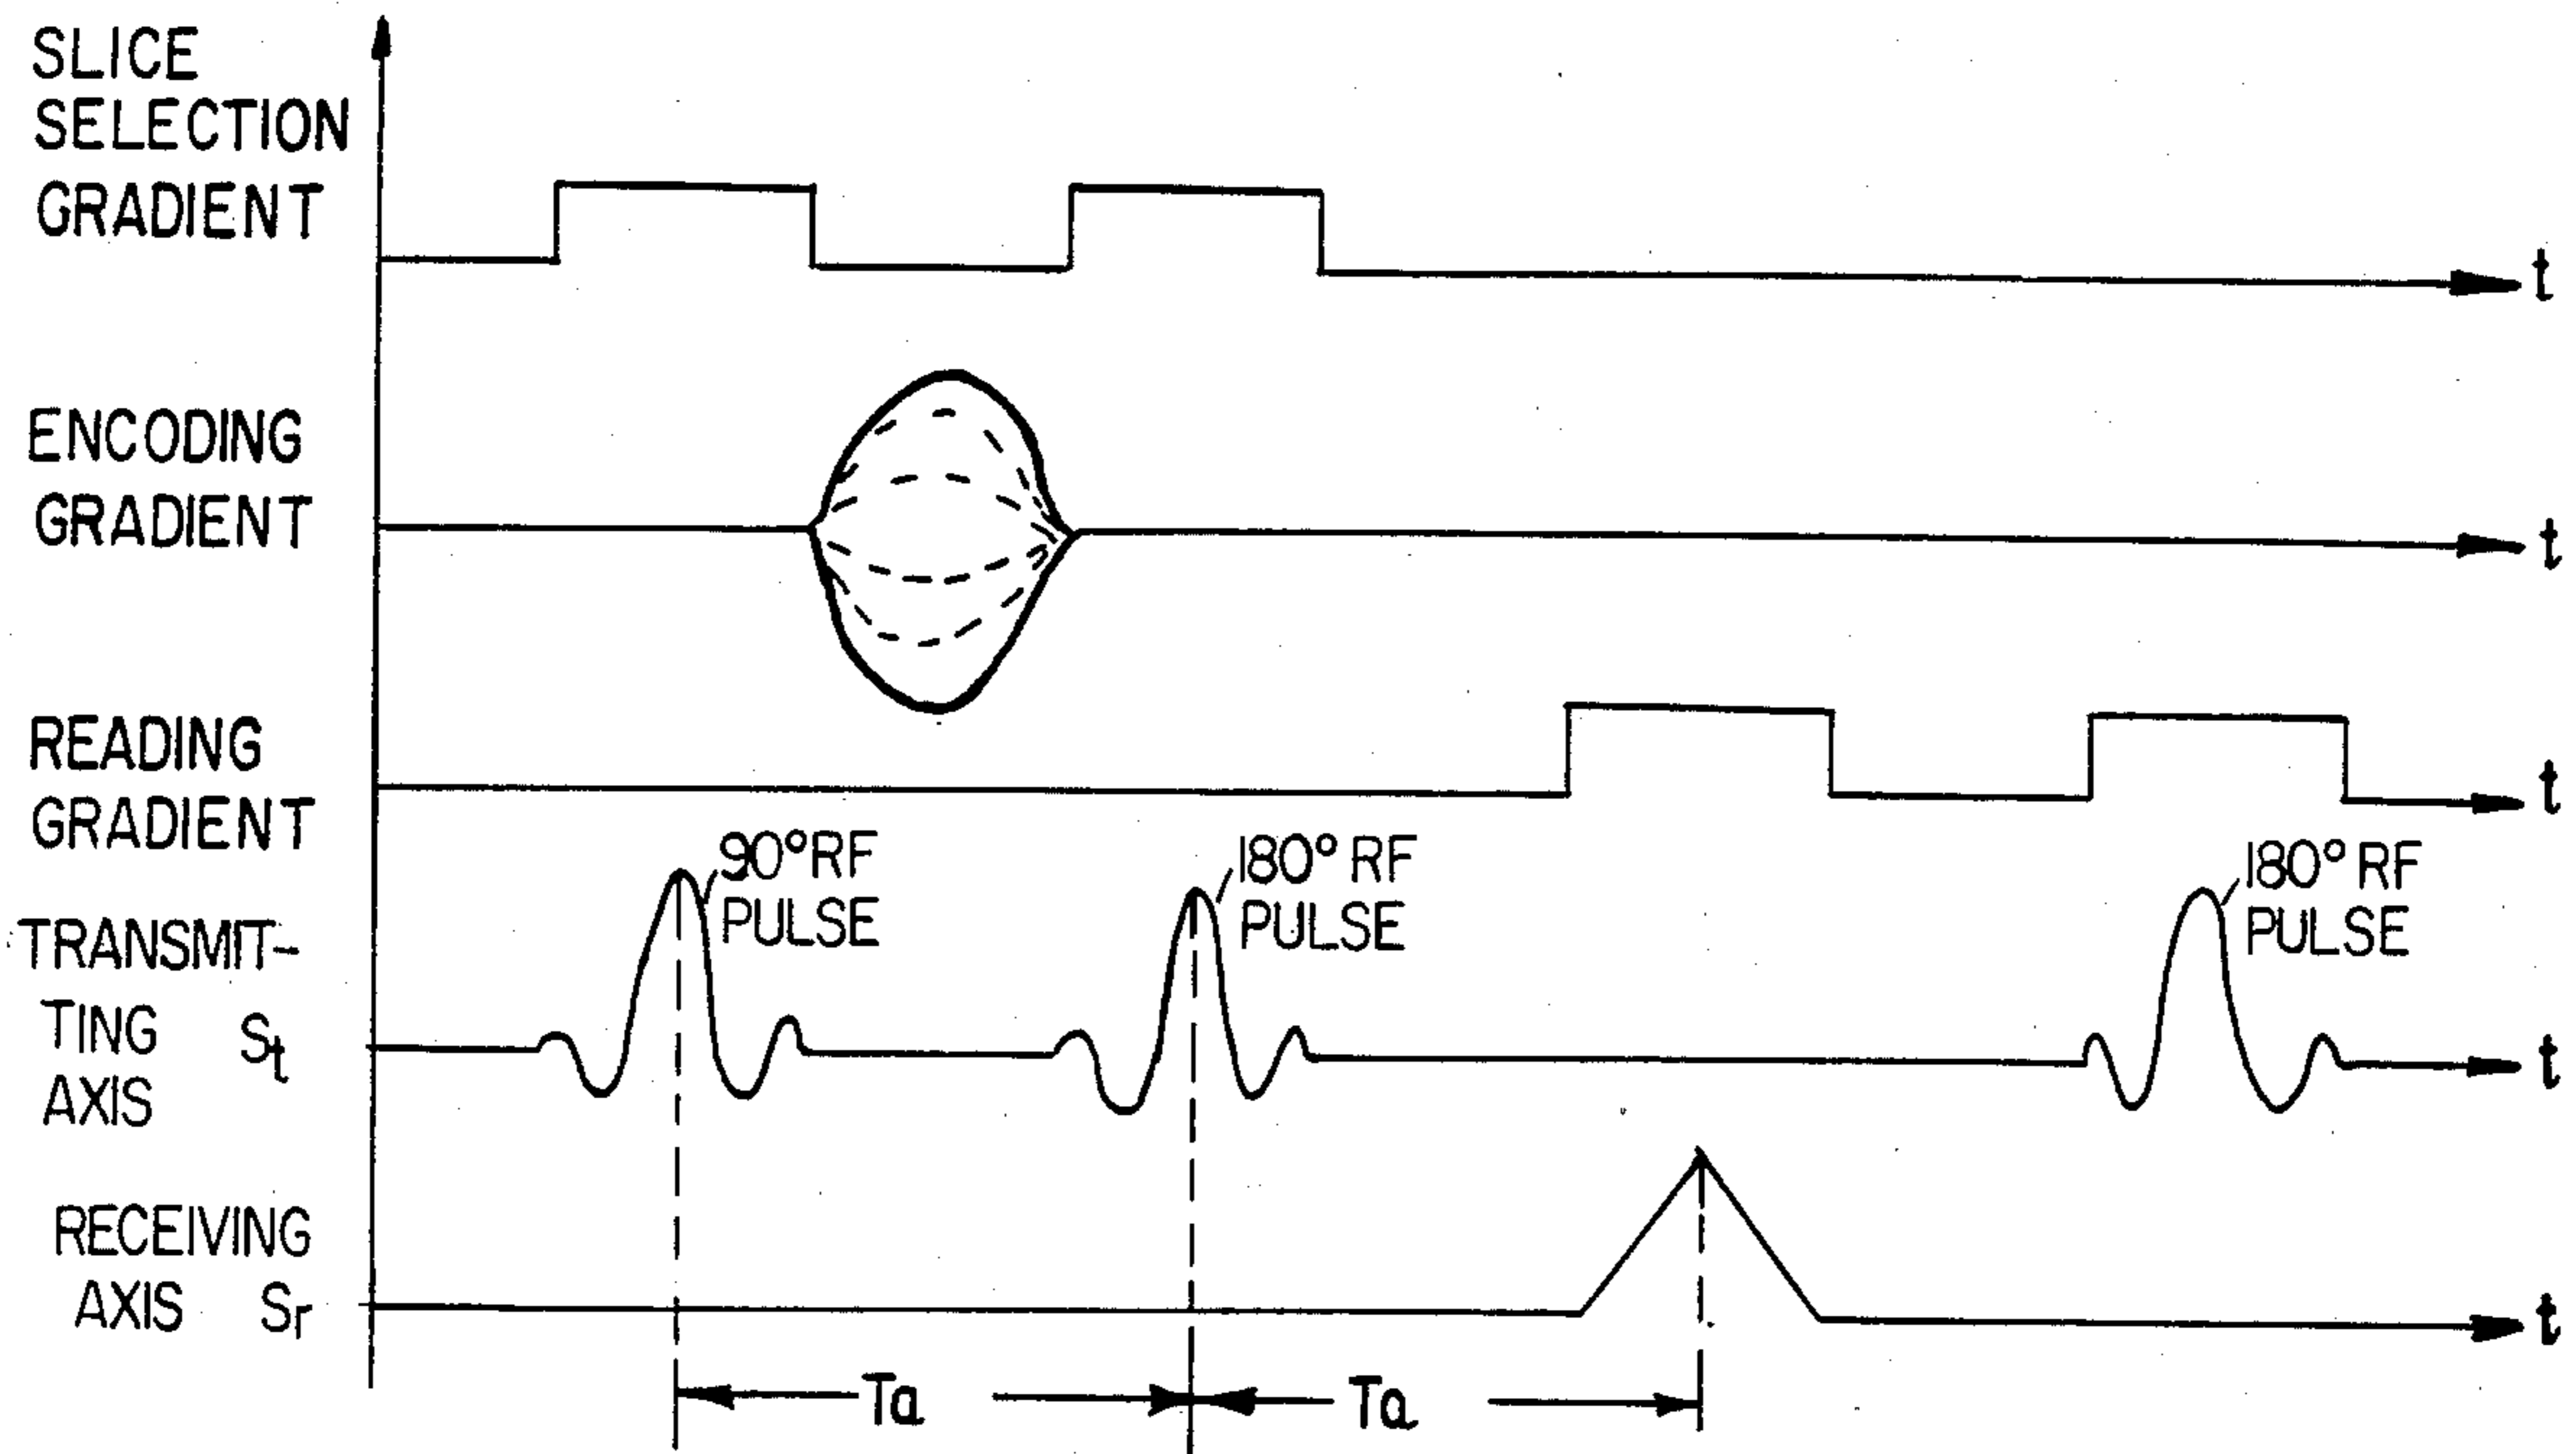 SLICE
SELECTION
GRADIENT
t
ENCODING
GRADIENT
t
READING
GRADIENT
t
90°RF
PULSE
180° RF
PULSE
180° RF
PULSE
TRANSMIT-
TING St
AXIS
t
RECEIVING
AXIS Sr
t
Ta
Ta